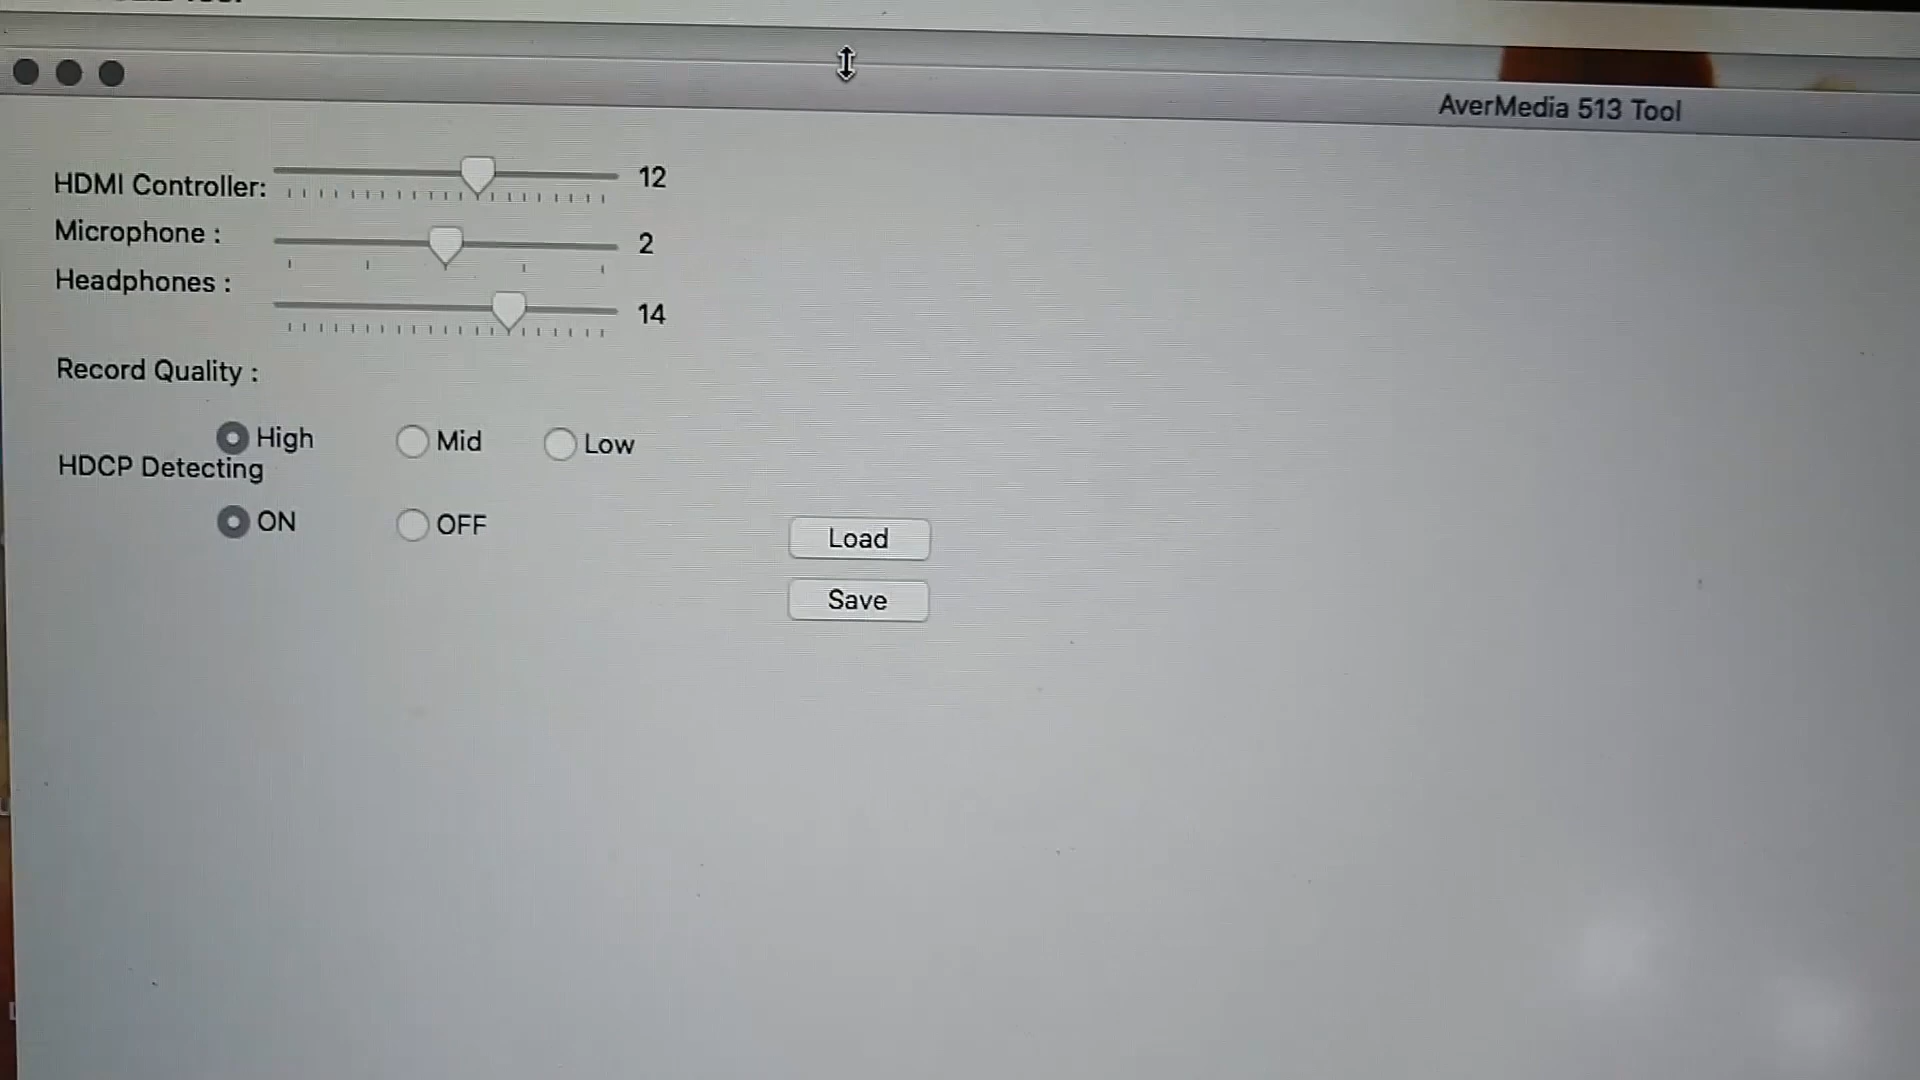 AverMedia 513 Tool
HDMI Controller: 12
Microphone : 2
Headphones : 14
Record Quality :
High Mid Low
HDCP Detecting
ON OFF
Load
Save